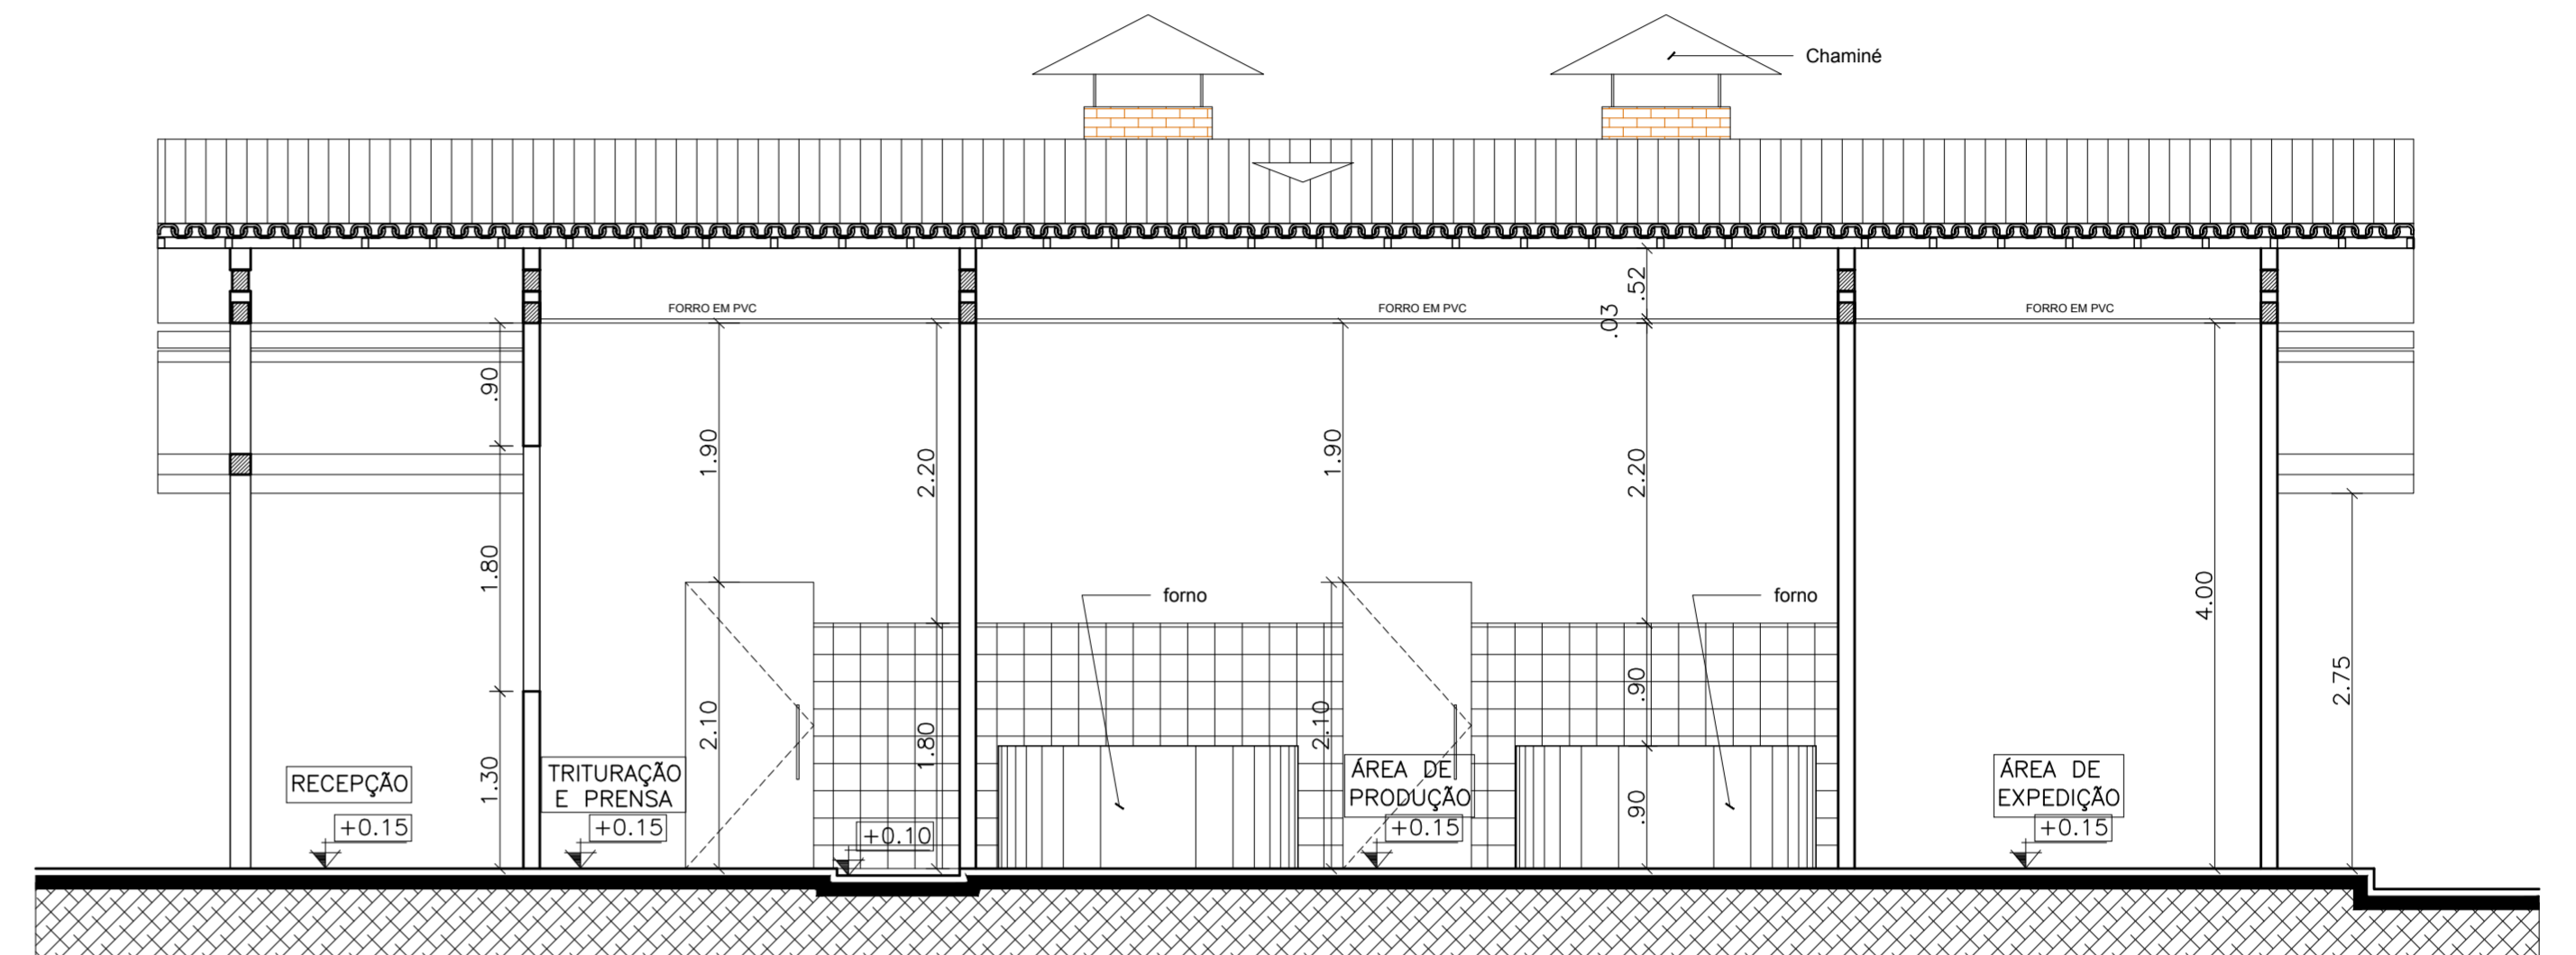 Chaminé
.52
FORRO EM PVC
FORRO EM PVC
.03
FORRO EM PVC
.90
1.90
2.20
1.90
2.20
1.80
forno
forno
4.00
2.75
2.10
1.80
2.10
.90
1.30
RECEPÇÃO
+0.15
TRITURAÇÃO
E PRENSA
+0.15
+0.10
ÁREA DE
PRODUÇÃO
+0.15
.90
ÁREA DE
EXPEDIÇÃO
+0.15